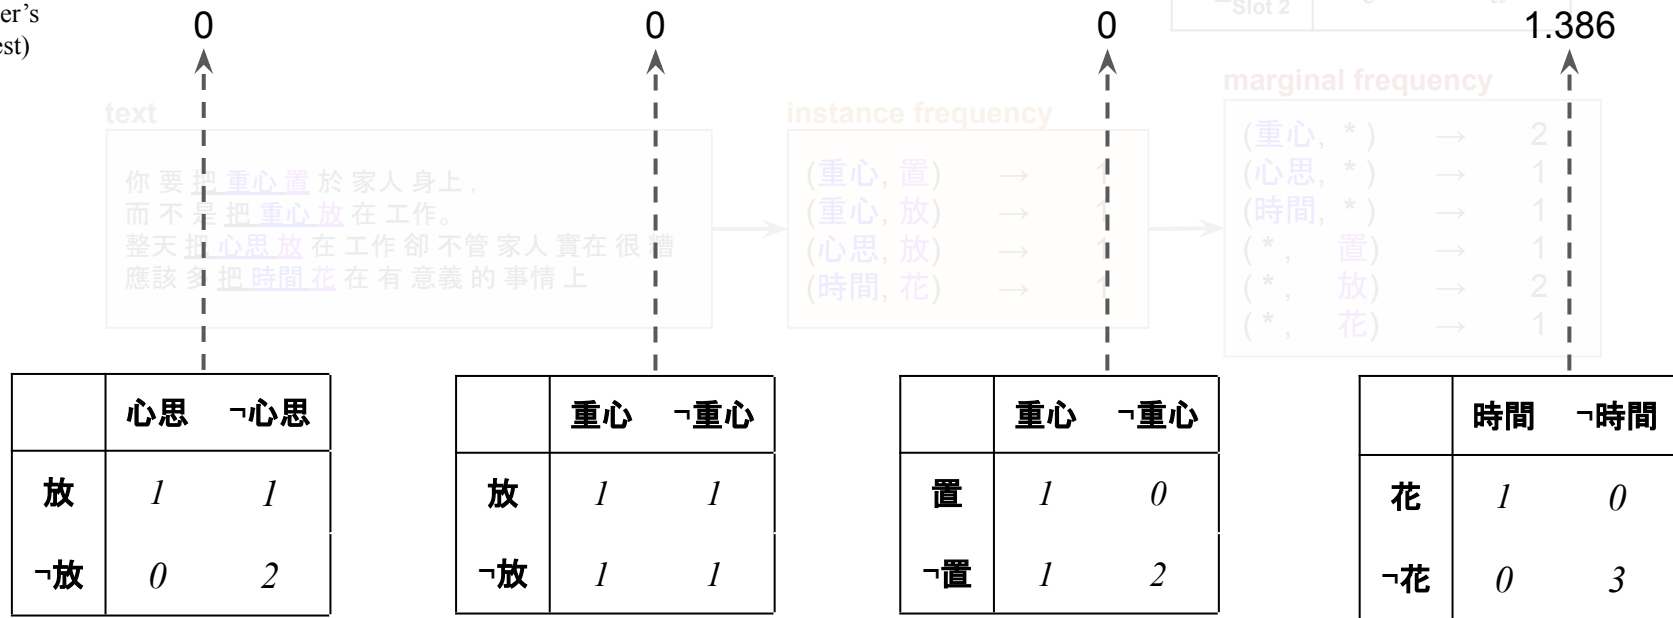 er's
est)
0 0 0 1.386
Slot 2
text
instance frequency
marginal frequency
你 要 把 重心 置 於 家人 身上 ,
而 不 是 把 重心 放 在 工作。
整天 把 心思 放 在 工作 卻 不管 家人 實在 很 糟
應該 多 把 時間 花 在 有 意義 的 事情 上
(重心, 置) → 1
(重心, 放) → 1
(心思, 放) → 1
(時間, 花) → 1
(重心, * ) → 2
(心思, * ) → 1
(時間, * ) → 1
( * , 置) → 1
( * , 放) → 2
( * , 花) → 1
心思 ¬心思
放 1 1
¬放 0 2
重心 ¬重心
放 1 1
¬放 1 1
重心 ¬重心
置 1 0
¬置 1 2
時間 ¬時間
花 1 0
¬花 0 3